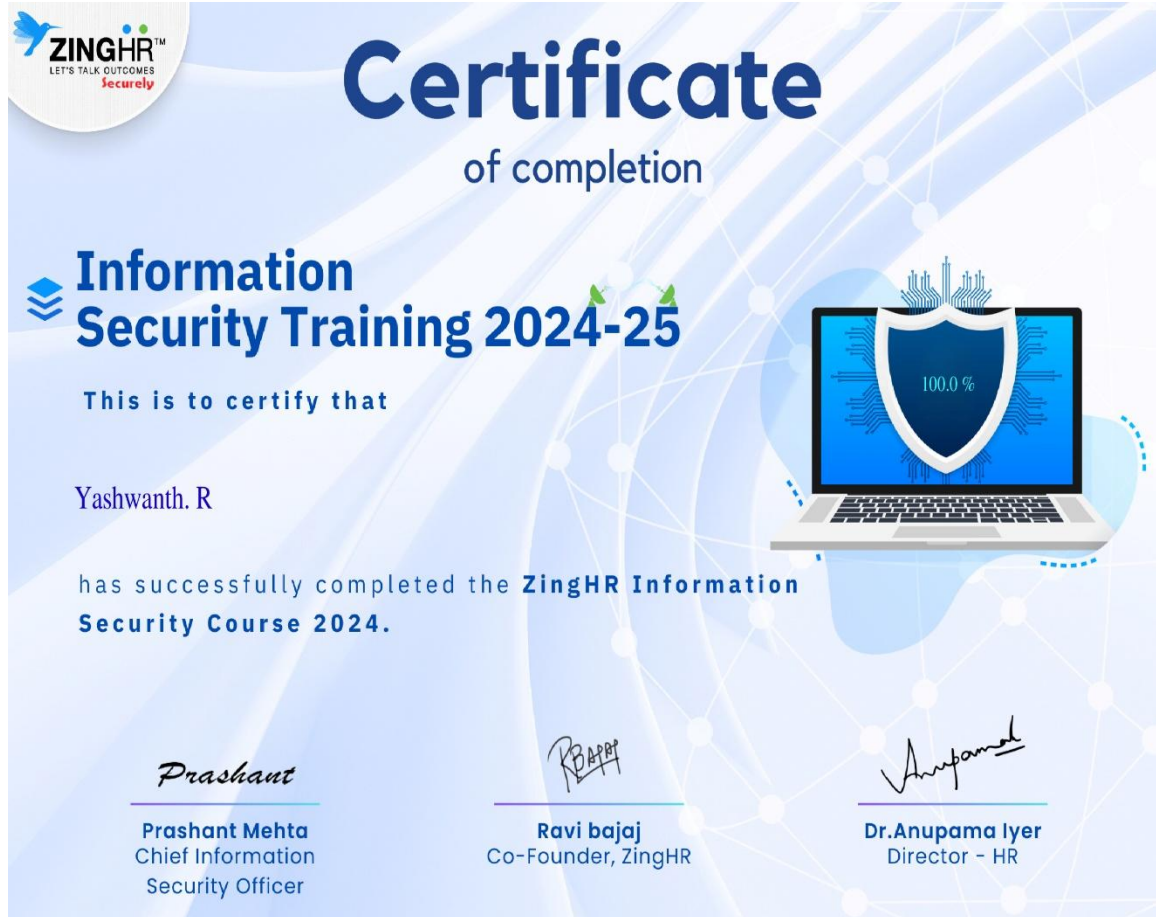 ZINGHR™
LET'S TALK OUTCOMES
Securely
Certificate
of completion
Information
Security Training 2024-25
This is to certify that
100.0 %
Yashwanth. R
has successfully completed the ZingHR Information
Security Course 2024.
Prashant
RBAJAJ
Anupama
Prashant Mehta
Chief Information
Security Officer
Ravi bajaj
Co-Founder, ZingHR
Dr.Anupama Iyer
Director - HR